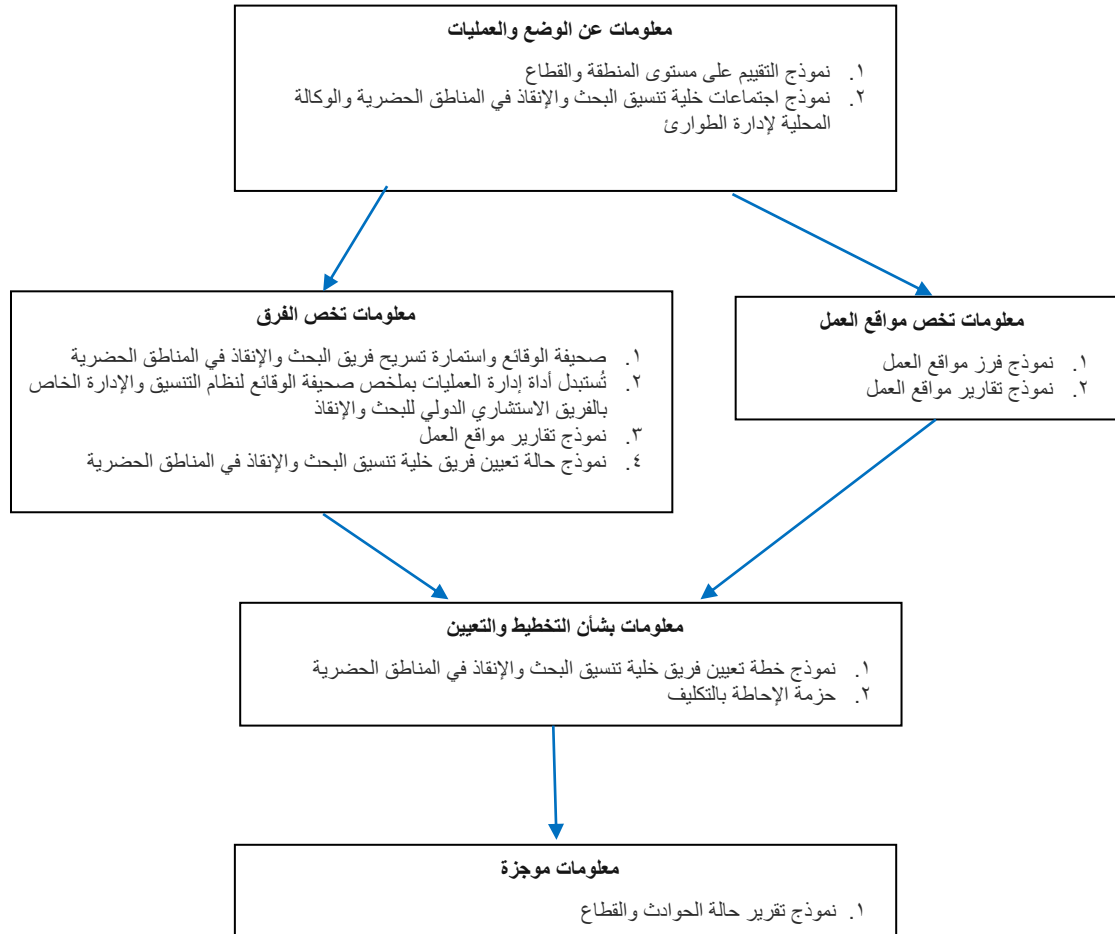 معلومات عن الوضع والعمليات
١. نموذج التقييم على مستوى المنطقة والقطاع
٢. نموذج اجتماعات خلية تنسيق البحث والإنقاذ في المناطق الحضرية والوكالة
المحلية لإدارة الطوارئ
معلومات تخص مواقع العمل
١. نموذج فرز مواقع العمل
٢. نموذج تقارير مواقع العمل
معلومات تخص الفرق
١. صحيفة الوقائع واستمارة تسريح فريق البحث والإنقاذ في المناطق الحضرية
٢. تُستبدل أداة إدارة العمليات بملخص صحيفة الوقائع لنظام التنسيق والإدارة الخاص
بالفريق الاستشاري الدولي للبحث والإنقاذ
٣. نموذج تقارير مواقع العمل
٤. نموذج حالة تعيين فريق خلية تنسيق البحث والإنقاذ في المناطق الحضرية
معلومات بشأن التخطيط والتعيين
١. نموذج خطة تعيين فريق خلية تنسيق البحث والإنقاذ في المناطق الحضرية
٢. حزمة الإحاطة بالتكليف
معلومات موجزة
١. نموذج تقرير حالة الحوادث والقطاع